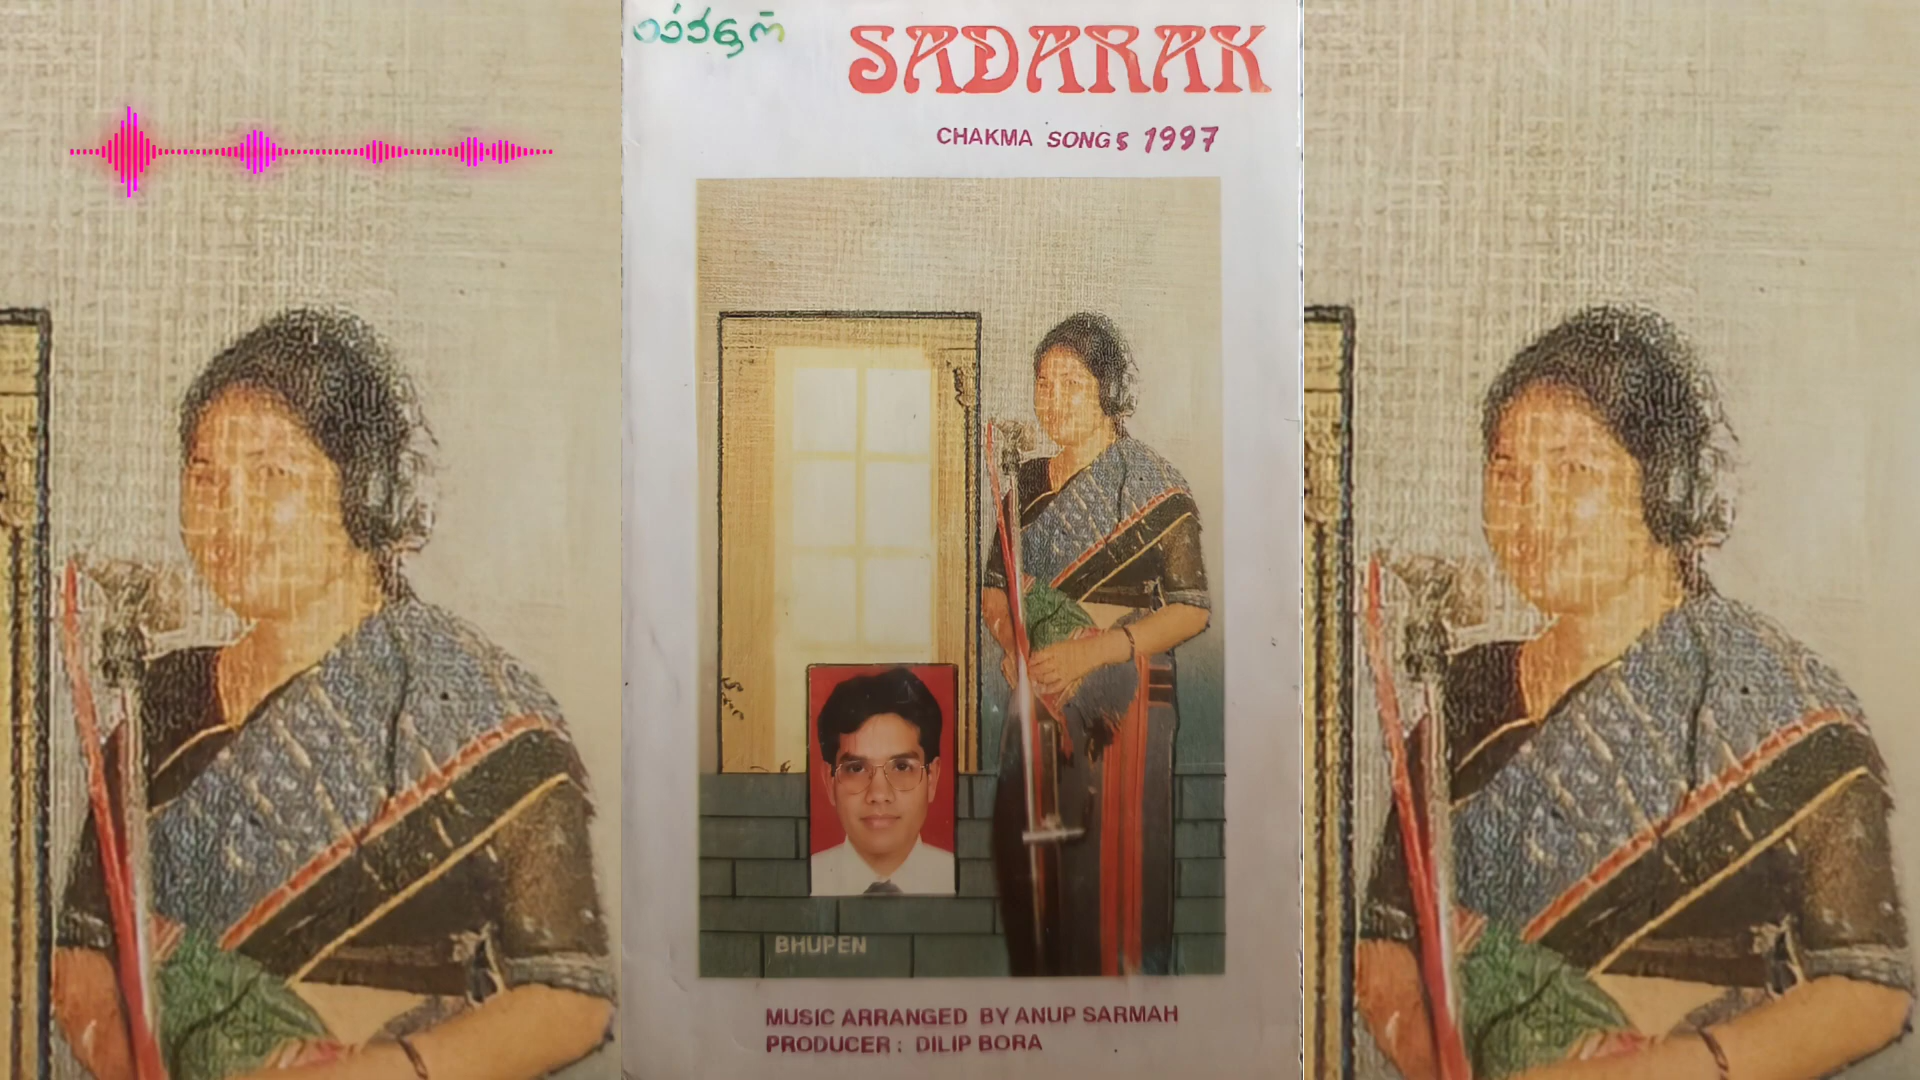 SADARAK
CHAKMA SONGS 1997
BHUPEN
MUSIC ARRANGED BY ANUP SARMAH
PRODUCER : DILIP BORA